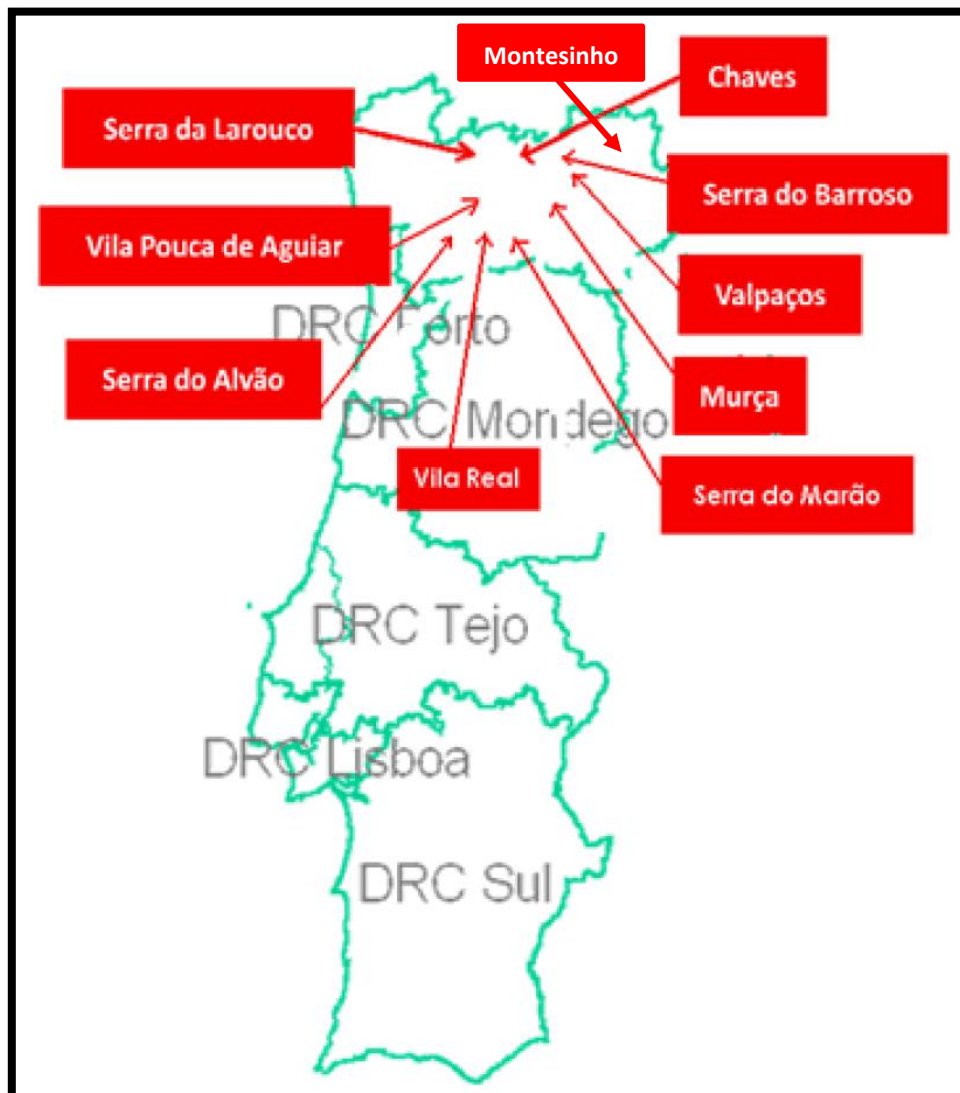 Montesinho
Chaves
Serra da Larouco
Serra do Barroso
Vila Pouca de Aguiar
Valpaços
DRC Porto
Serra do Alvão
Murça
DRC Mondego
Vila Real
Serra do Marão
DRC Tejo
DRC Lisboa
DRC Sul